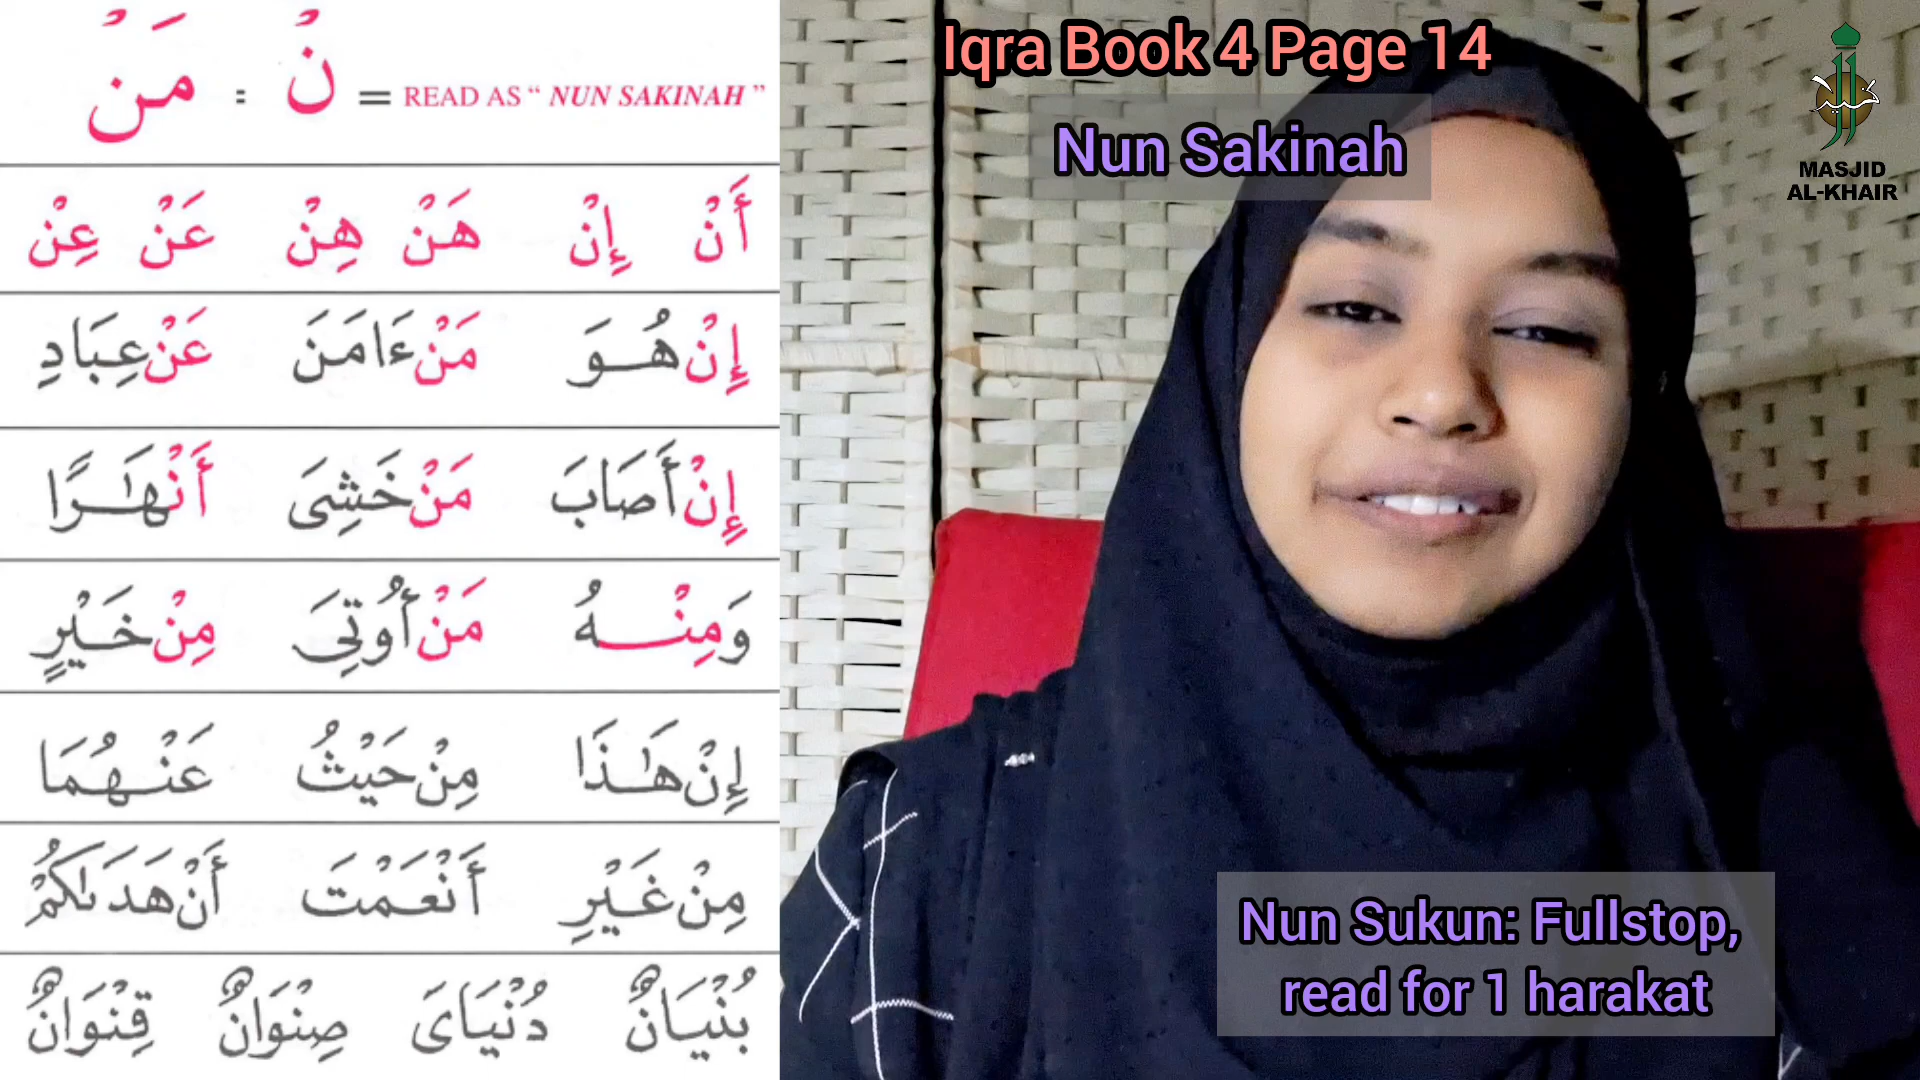 مَنْ : نْ = READ AS “ NUN SAKINAH ”
أَنْ إِنْ هَنْ هِنْ عَنْ عِنْ
إِنْ هُوَ مَنْ ءَامَنَ عَنْ عِبَادِ
إِنْ أَصَابَ مَنْ خَشِىَ أَنْهَٰرًا
وَمِنْهُ مَنْ أُوتِىَ مِنْ خَيْرٍ
إِنْ هَٰذَا مِنْ حَيْثُ عَنْهُمَا
مِنْ غَيْرِ أَنْعَمْتَ أَنْ هَدَىٰكُمْ
بُنْيَانٌ دُنْيَاىَ صِنْوَانٌ قِنْوَانٌ
Iqra Book 4 Page 14
Nun Sakinah
MASJID
AL-KHAIR
Nun Sukun: Fullstop,
read for 1 harakat